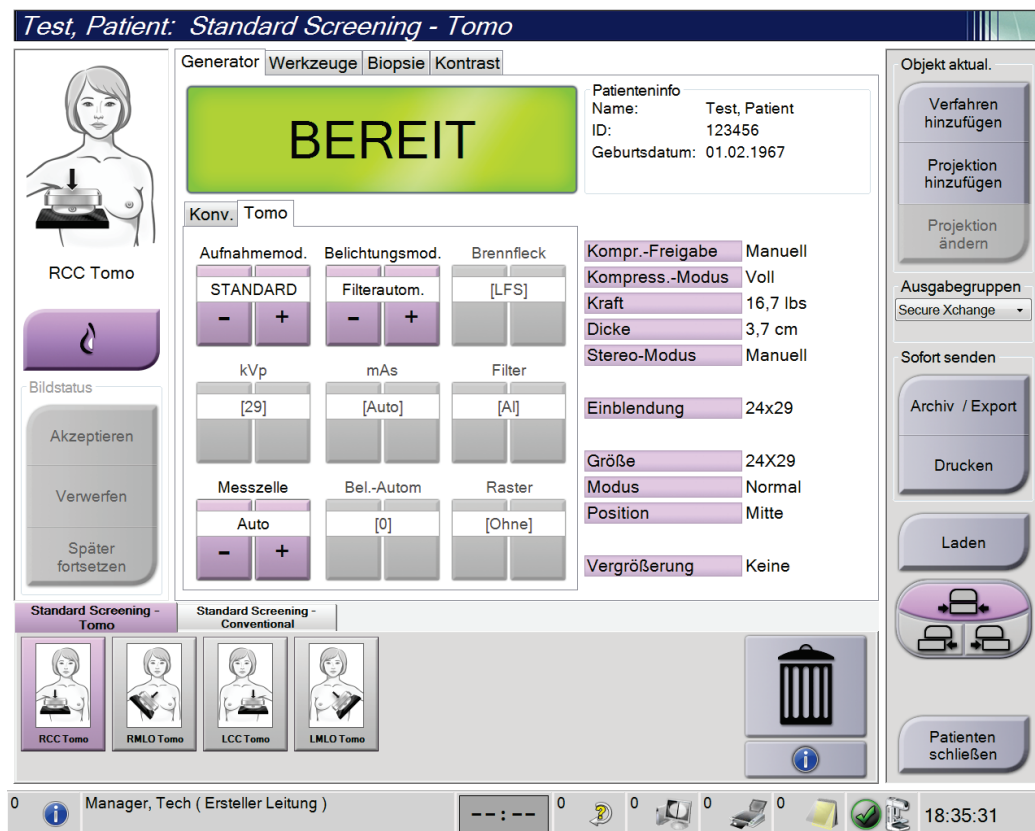 Test, Patient: Standard Screening - Tomo
RCC Tomo
Bildstatus
Akzeptieren
Verwerfen
Später
fortsetzen
Generator Werkzeuge Biopsie Kontrast
BEREIT
Patienteninfo
Name: Test, Patient
ID: 123456
Geburtsdatum: 01.02.1967
Konv. Tomo
Aufnahmemod. Belichtungsmod. Brennfleck
STANDARD Filterautom. [LFS]
- + - +
kVp mAs Filter
[29] [Auto] [Al]
Messzelle Bel.-Autom Raster
Auto [0] [Ohne]
- +
Kompr.-Freigabe Manuell
Kompress.-Modus Voll
Kraft 16,7 lbs
Dicke 3,7 cm
Stereo-Modus Manuell
Einblendung 24x29
Größe 24X29
Modus Normal
Position Mitte
Vergrößerung Keine
Objekt aktual.
Verfahren
hinzufügen
Projektion
hinzufügen
Projektion
ändern
Ausgabegruppen
Secure Xchange
Sofort senden
Archiv / Export
Drucken
Laden
Patienten
schließen
Standard Screening -
Tomo
Standard Screening -
Conventional
RCC Tomo RMLO Tomo LCC Tomo LMLO Tomo
0 Manager, Tech ( Ersteller Leitung ) --:-- 0 0 0 0 18:35:31